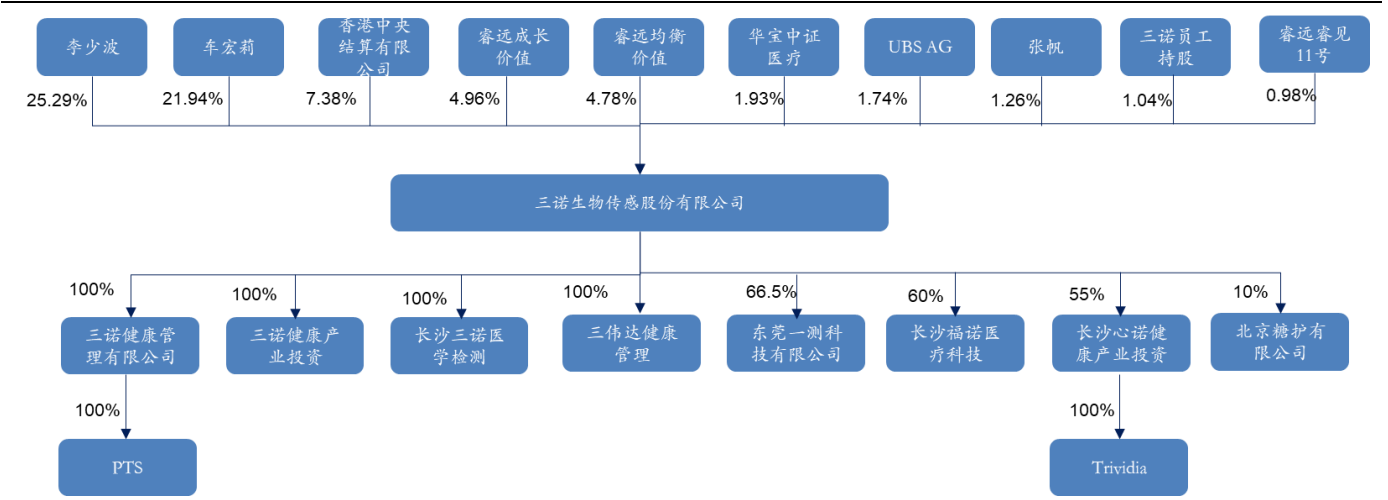 李少波
车宏莉
香港中央
结算有限
公司
睿远成长
价值
睿远均衡
价值
华宝中证
医疗
UBS AG
张帆
三诺员工
持股
睿远睿见
11号
25.29%
21.94%
7.38%
4.96%
4.78%
1.93%
1.74%
1.26%
1.04%
0.98%
三诺生物传感股份有限公司
100%
100%
100%
100%
66.5%
60%
55%
10%
三诺健康管
理有限公司
三诺健康产
业投资
长沙三诺医
学检测
三伟达健康
管理
东莞一测科
技有限公司
长沙福诺医
疗科技
长沙心诺健
康产业投资
北京糖护有
限公司
100%
100%
PTS
Trividia